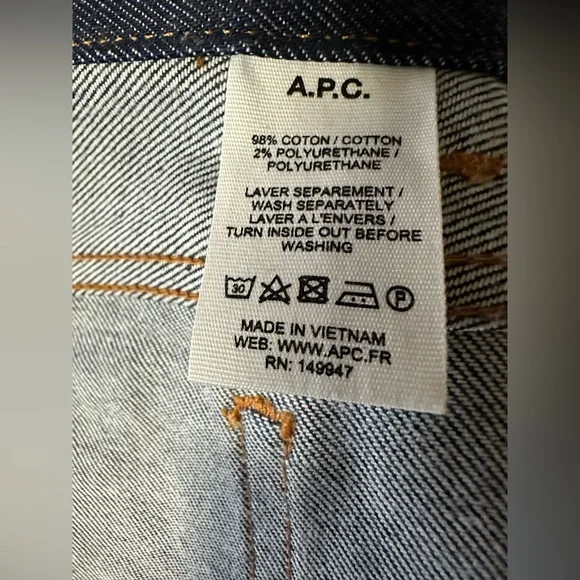 A.P.C.
98% COTON / COTTON
2% POLYURETHANE /
POLYURETHANE
LAVER SEPAREMENT /
WASH SEPARATELY
LAVER A L'ENVERS /
TURN INSIDE OUT BEFORE
WASHING
30 P
MADE IN VIETNAM
WEB: WWW.APC.FR
RN: 149947